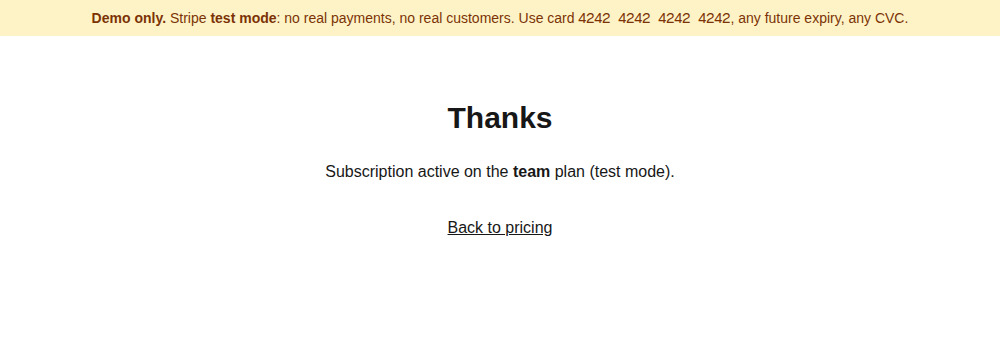 Demo only. Stripe test mode: no real payments, no real customers. Use card 4242 4242 4242 4242, any future expiry, any CVC.
Thanks
Subscription active on the team plan (test mode).
Back to pricing